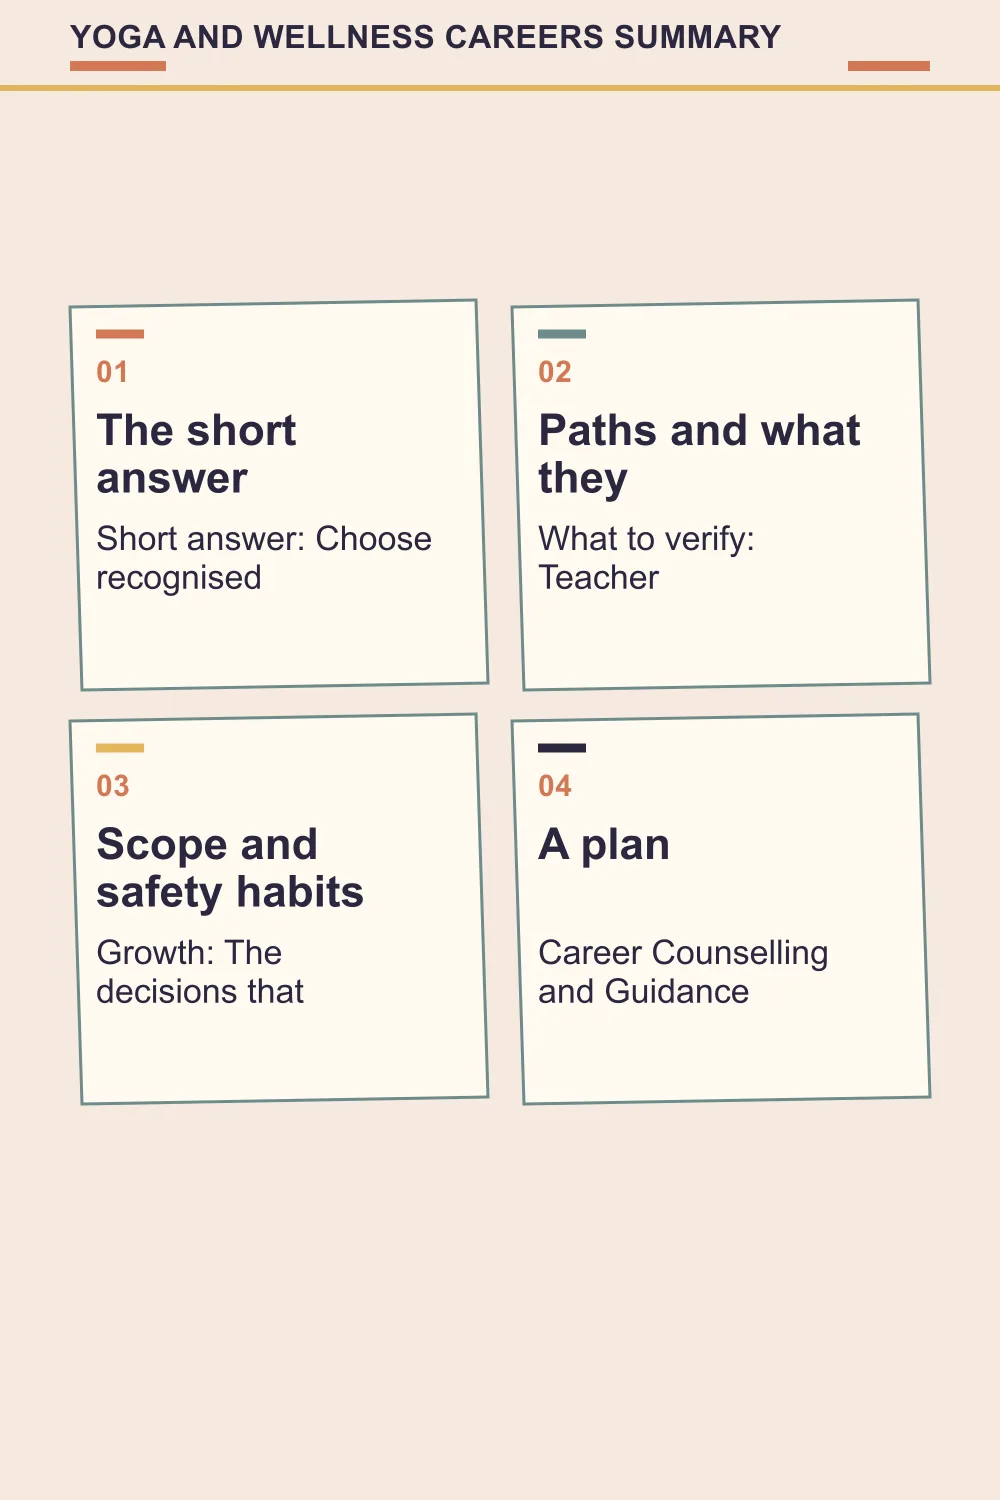 YOGA AND WELLNESS CAREERS SUMMARY
01
The short
answer
Short answer: Choose
recognised
02
Paths and what
they
What to verify:
Teacher
03
Scope and
safety habits
Growth: The
decisions that
04
A plan
Career Counselling
and Guidance